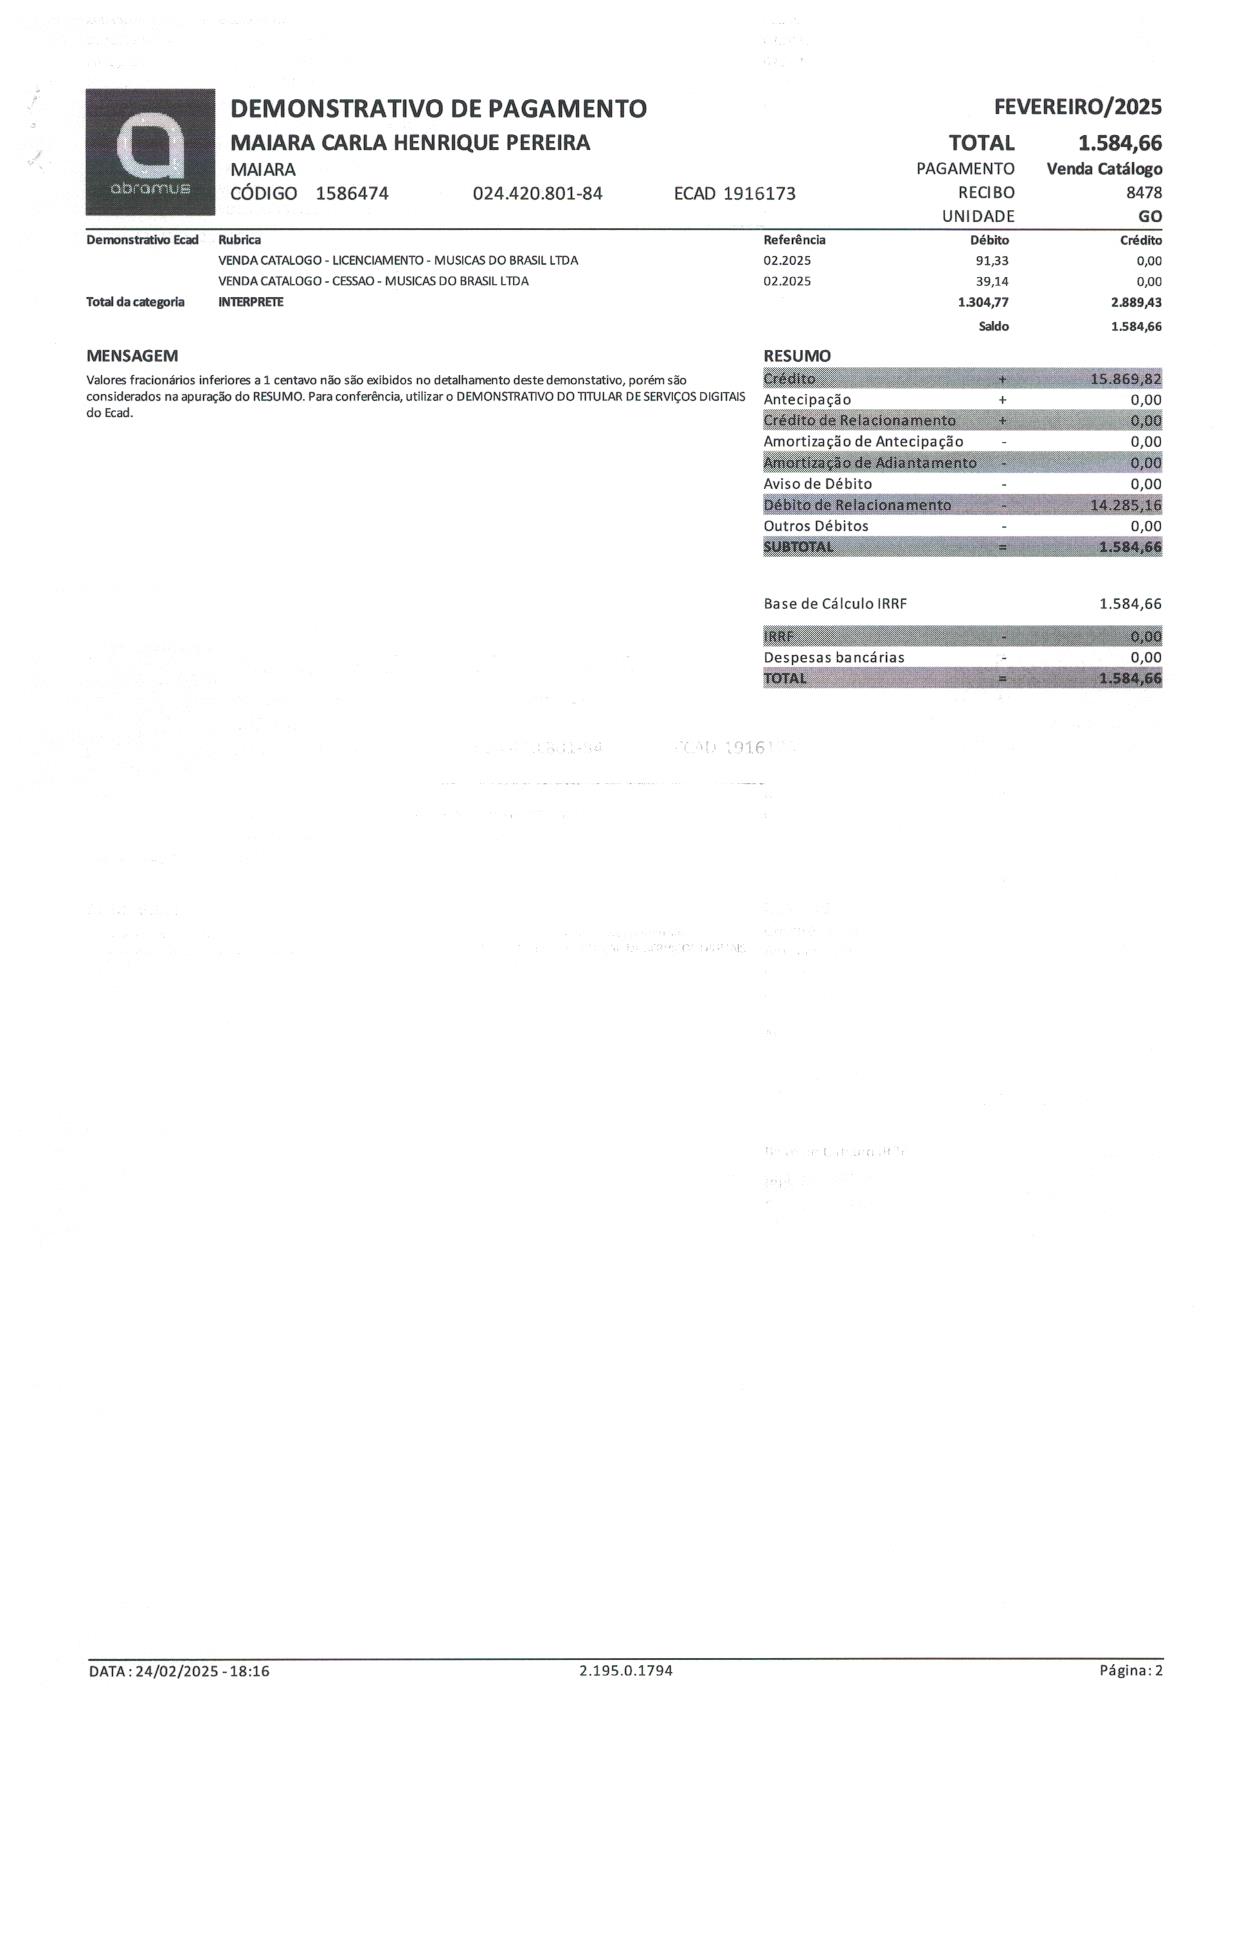 abramus
DEMONSTRATIVO DE PAGAMENTO FEVEREIRO/2025
MAIARA CARLA HENRIQUE PEREIRA TOTAL 1.584,66
MAIARA PAGAMENTO Venda Catálogo
CÓDIGO 1586474 024.420.801-84 ECAD 1916173 RECIBO 8478
UNIDADE GO
Demonstrativo Ecad Rubrica Referência Débito Crédito
VENDA CATALOGO - LICENCIAMENTO - MUSICAS DO BRASIL LTDA 02.2025 91,33 0,00
VENDA CATALOGO - CESSAO - MUSICAS DO BRASIL LTDA 02.2025 39,14 0,00
Total da categoria INTERPRETE 1.304,77 2.889,43
Saldo 1.584,66
MENSAGEM
Valores fracionários inferiores a 1 centavo não são exibidos no detalhamento deste demonstativo, porém são
considerados na apuração do RESUMO. Para conferência, utilizar o DEMONSTRATIVO DO TITULAR DE SERVIÇOS DIGITAIS
do Ecad.
RESUMO
Crédito + 15.869,82
Antecipação + 0,00
Crédito de Relacionamento + 0,00
Amortização de Antecipação - 0,00
Amortização de Adiantamento - 0,00
Aviso de Débito - 0,00
Débito de Relacionamento - 14.285,16
Outros Débitos - 0,00
SUBTOTAL = 1.584,66
Base de Cálculo IRRF 1.584,66
IRRF - 0,00
Despesas bancárias - 0,00
TOTAL = 1.584,66
DATA : 24/02/2025 - 18:16 2.195.0.1794 Página: 2